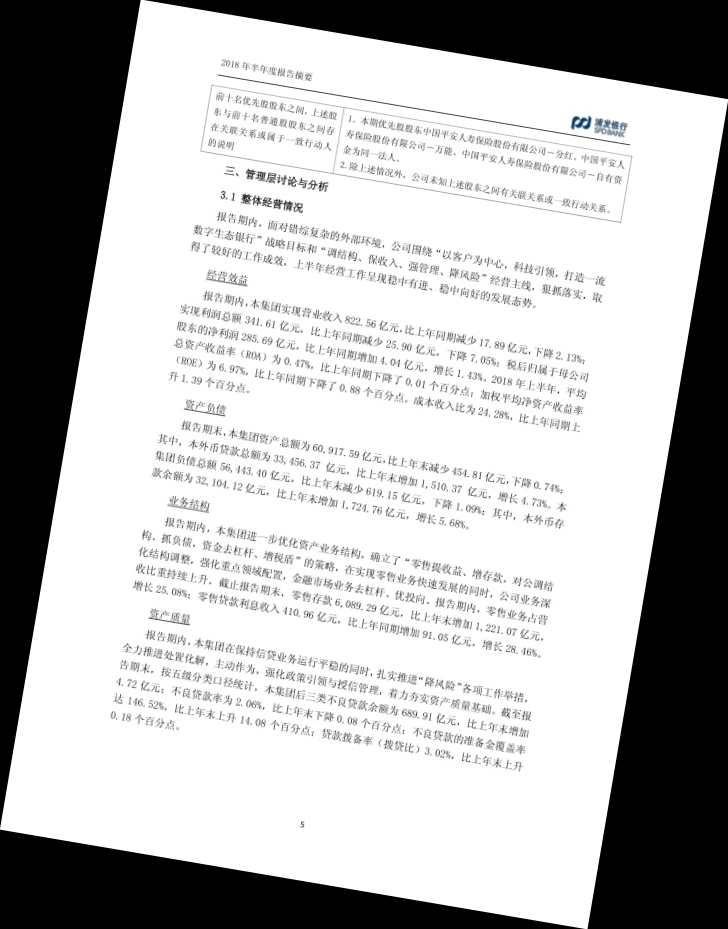 2018 年半年度报告摘要
浦发银行
SPD BANK
前十名优先股股东之间，上述股
东与前十名普通股股东之间存
在关联关系或属于一致行动人
的说明
1. 本期优先股股东中国平安人寿保险股份有限公司－分红、中国平安人
寿保险股份有限公司－万能、中国平安人寿保险股份有限公司－自有资
金为同一法人。
2. 除上述情况外，公司未知上述股东之间有关联关系或一致行动关系。
三、管理层讨论与分析
3.1 整体经营情况
报告期内，面对错综复杂的外部环境，公司围绕“以客户为中心，科技引领，打造一流
数字生态银行”战略目标和“调结构、保收入、强管理、降风险”经营主线，狠抓落实，取
得了较好的工作成效，上半年经营工作呈现稳中有进、稳中向好的发展态势。
经营效益
报告期内，本集团实现营业收入 822.56 亿元，比上年同期减少 17.89 亿元，下降 2.13%；
实现利润总额 341.61 亿元，比上年同期减少 25.90 亿元，下降 7.05%；税后归属于母公司
股东的净利润 285.69 亿元，比上年同期增加 4.04 亿元，增长 1.43%。2018 年上半年，平均
总资产收益率（ROA）为 0.47%，比上年同期下降了 0.01 个百分点；加权平均净资产收益率
（ROE）为 6.97%，比上年同期下降了 0.88 个百分点。成本收入比为 24.28%，比上年同期上
升 1.39 个百分点。
资产负债
报告期末，本集团资产总额为 60,917.59 亿元，比上年末减少 454.81 亿元，下降 0.74%；
其中，本外币贷款总额为 33,456.37 亿元，比上年末增加 1,510.37 亿元，增长 4.73%。本
集团负债总额 56,443.40 亿元，比上年末减少 619.15 亿元，下降 1.09%；其中，本外币存
款余额为 32,104.12 亿元，比上年末增加 1,724.76 亿元，增长 5.68%。
业务结构
报告期内，本集团进一步优化资产业务结构，确立了“零售提收益、增存款，对公调结
构、抓负债，资金去杠杆、增税盾”的策略，在实现零售业务快速发展的同时，公司业务深
化结构调整，强化重点领域配置，金融市场业务去杠杆、优投向。报告期内，零售业务占营
收比重持续上升。截止报告期末，零售存款 6,089.29 亿元，比上年末增加 1,221.07 亿元，
增长 25.08%；零售贷款利息收入 410.96 亿元，比上年同期增加 91.05 亿元，增长 28.46%。
资产质量
报告期内，本集团在保持信贷业务运行平稳的同时，扎实推进“降风险”各项工作举措，
全力推进处置化解，主动作为，强化政策引领与授信管理，着力夯实资产质量基础。截至报
告期末，按五级分类口径统计，本集团后三类不良贷款余额为 689.91 亿元，比上年末增加
4.72 亿元；不良贷款率为 2.06%，比上年末下降 0.08 个百分点；不良贷款的准备金覆盖率
达 146.52%，比上年末上升 14.08 个百分点；贷款拨备率（拨贷比）3.02%，比上年末上升
0.18 个百分点。
5